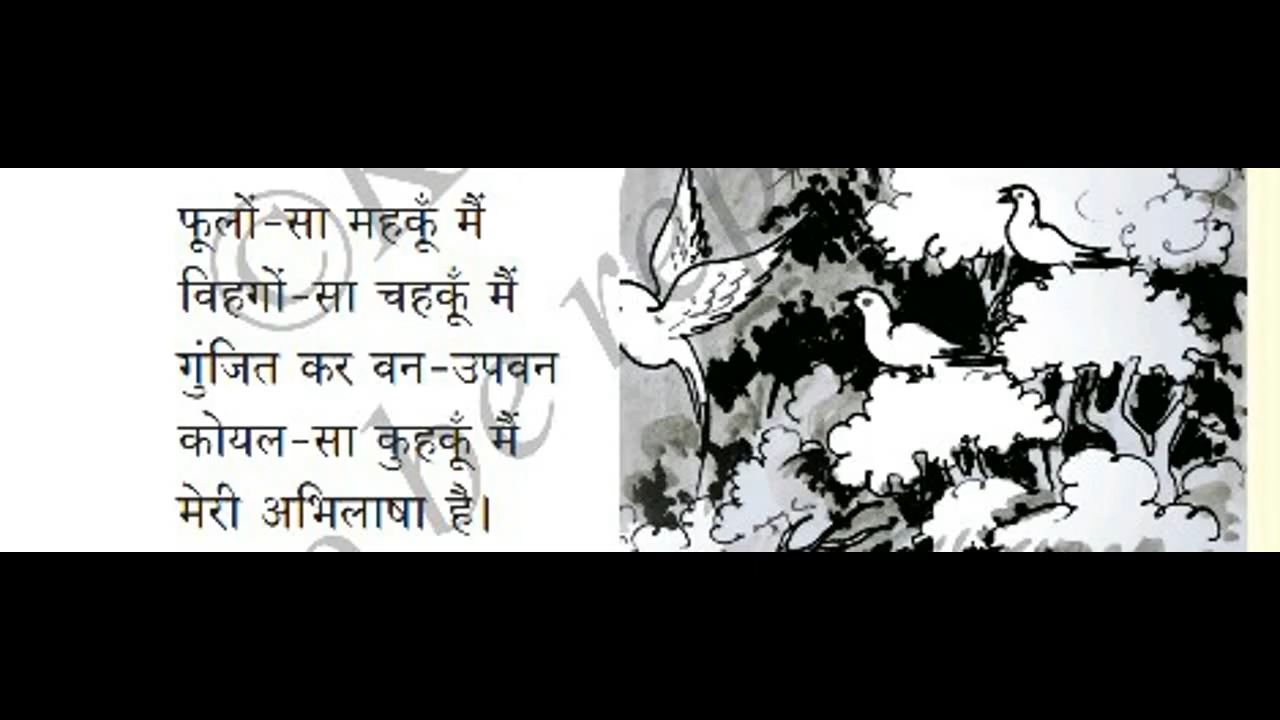 फूलों-सा महकूँ मैं
विहगों-सा चहकूँ मैं
गुंजित कर वन-उपवन
कोयल-सा कुहकूँ मैं
मेरी अभिलाषा है।